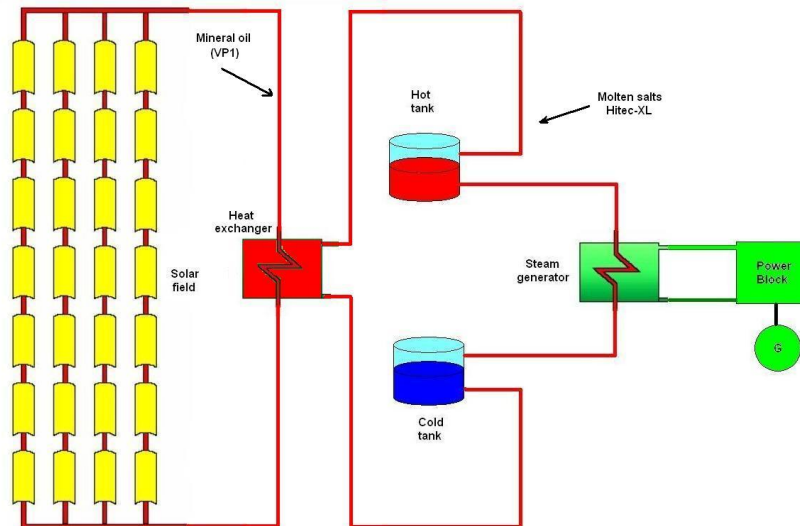 Mineral oil
(VP1)
Hot
tank
Molten salts
Hitec-XL
Heat
exchanger
Solar
field
Steam
generator
Power
Block
G
Cold
tank